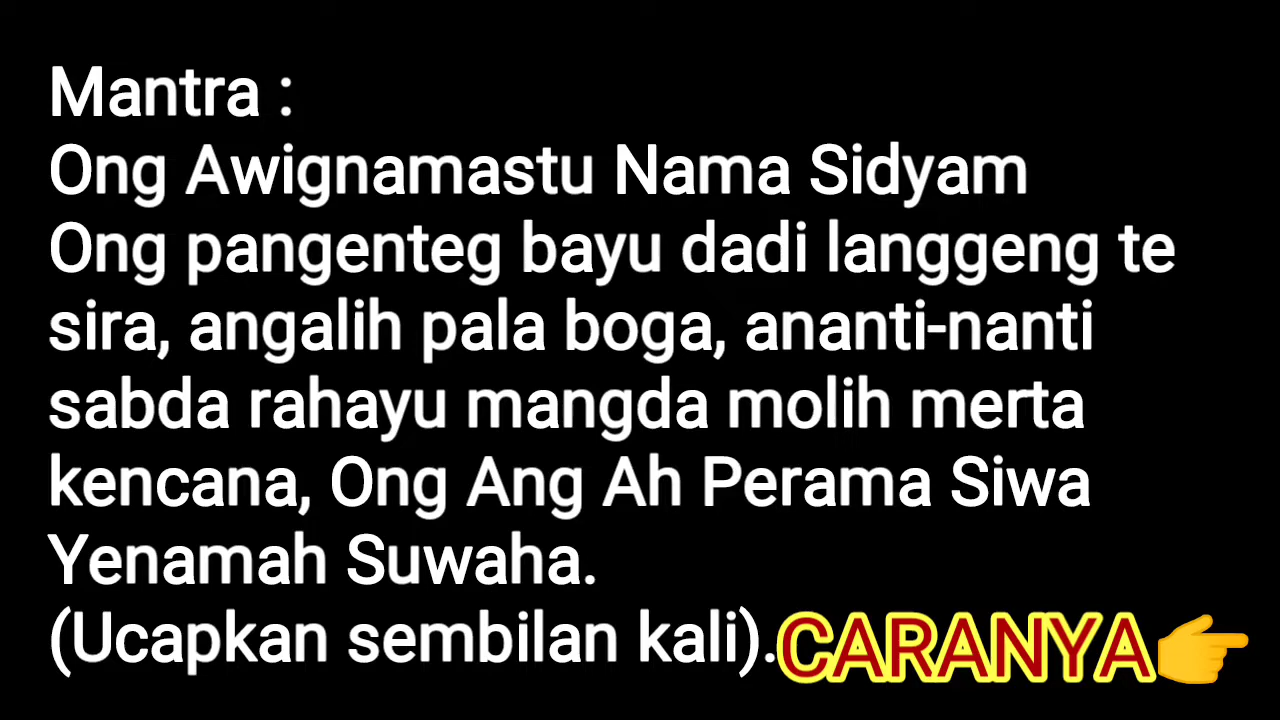 Mantra :
Ong Awignamastu Nama Sidyam
Ong pangenteg bayu dadi langgeng te
sira, angalih pala boga, ananti-nanti
sabda rahayu mangda molih merta
kencana, Ong Ang Ah Perama Siwa
Yenamah Suwaha.
(Ucapkan sembilan kali). CARANYA👉